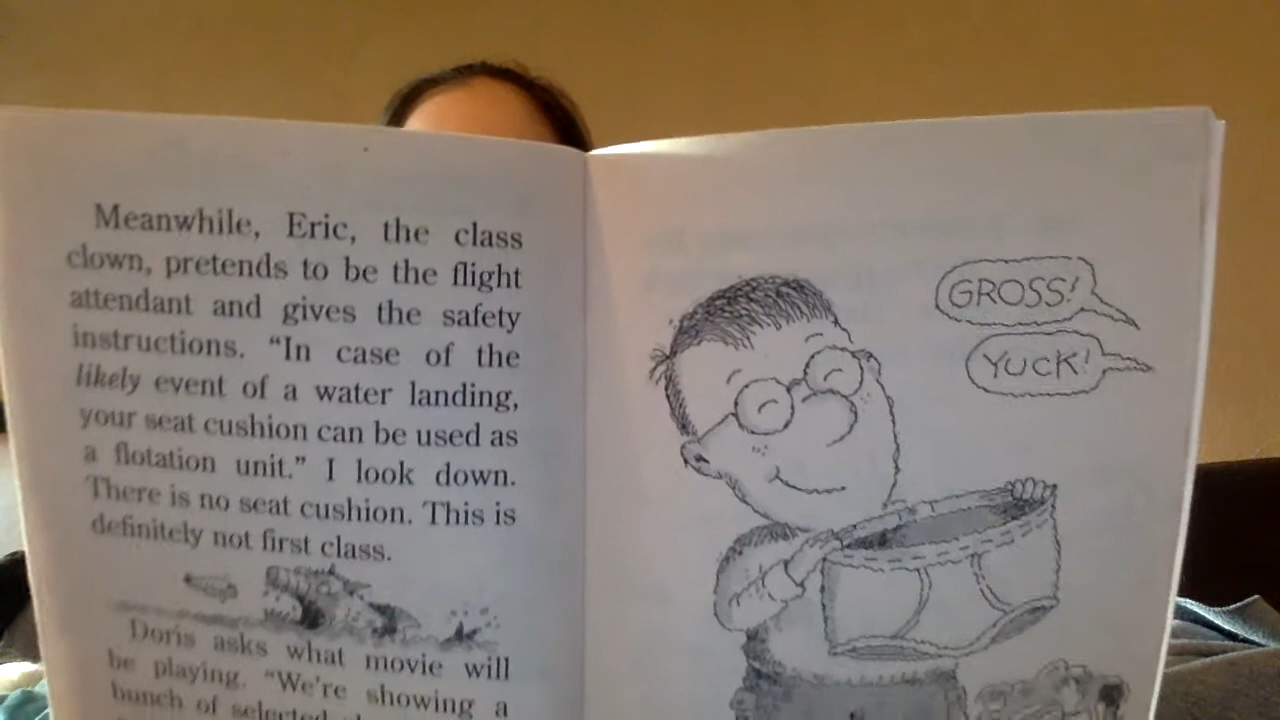 Meanwhile, Eric, the class
clown, pretends to be the flight
attendant and gives the safety
instructions. “In case of the
likely event of a water landing,
your seat cushion can be used as
a flotation unit.” I look down.
There is no seat cushion. This is
definitely not first class.
Doris asks what movie will
be playing. “We're showing a
bunch of selected
GROSS!
YUCK!